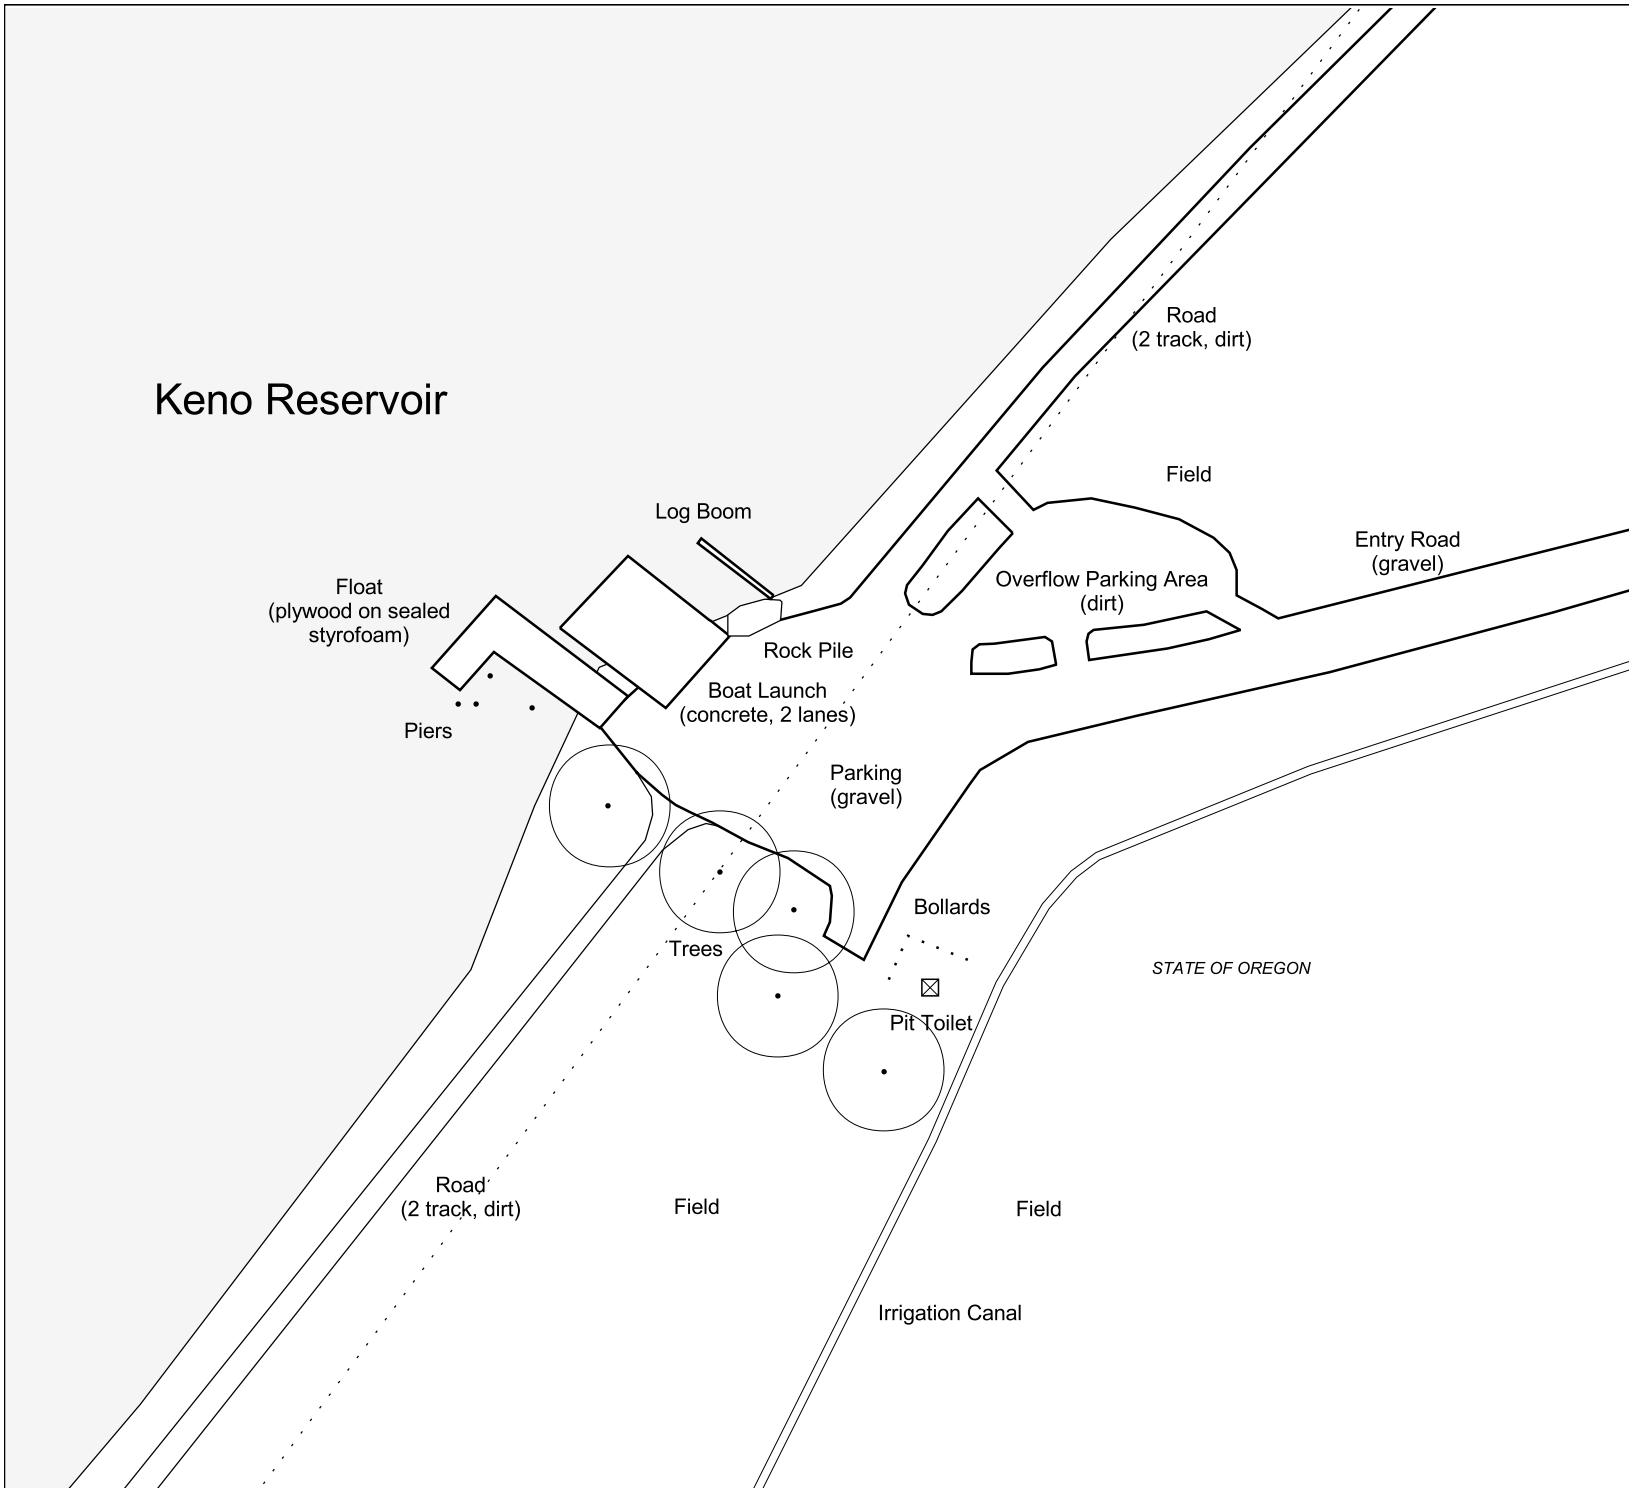 Road
(2 track, dirt)
Keno Reservoir
Field
Log Boom
Entry Road
(gravel)
Float
(plywood on sealed
styrofoam)
Overflow Parking Area
(dirt)
Rock Pile
Boat Launch
(concrete, 2 lanes)
Piers
Parking
(gravel)
Bollards
Trees
STATE OF OREGON
Pit Toilet
Road
(2 track, dirt)
Field
Field
Irrigation Canal